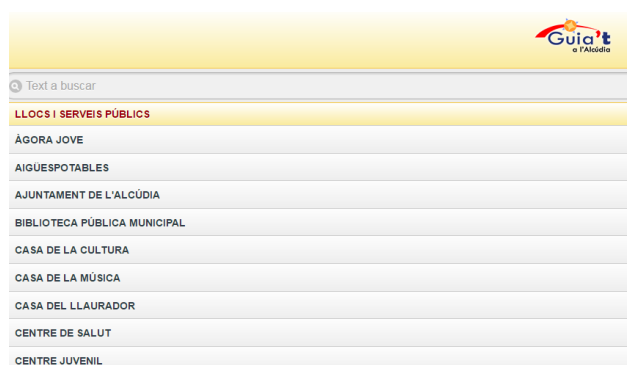 Guia't
a l'Alcúdia
Text a buscar
LLOCS I SERVEIS PÚBLICS
ÀGORA JOVE
AIGÜESPOTABLES
AJUNTAMENT DE L'ALCÚDIA
BIBLIOTECA PÚBLICA MUNICIPAL
CASA DE LA CULTURA
CASA DE LA MÚSICA
CASA DEL LLAURADOR
CENTRE DE SALUT
CENTRE JUVENIL